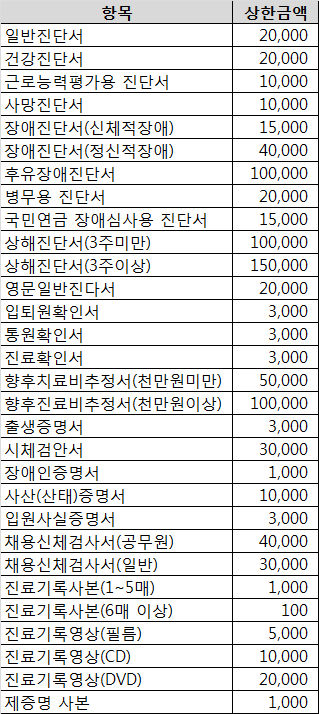 항목 상한금액
일반진단서 20,000
건강진단서 20,000
근로능력평가용 진단서 10,000
사망진단서 10,000
장애진단서(신체적장애) 15,000
장애진단서(정신적장애) 40,000
후유장애진단서 100,000
병무용 진단서 20,000
국민연금 장애심사용 진단서 15,000
상해진단서(3주미만) 100,000
상해진단서(3주이상) 150,000
영문일반진다서 20,000
입퇴원확인서 3,000
통원확인서 3,000
진료확인서 3,000
향후치료비추정서(천만원미만) 50,000
향후진료비추정서(천만원이상) 100,000
출생증명서 3,000
시체검안서 30,000
장애인증명서 1,000
사산(산태)증명서 10,000
입원사실증명서 3,000
채용신체검사서(공무원) 40,000
채용신체검사서(일반) 30,000
진료기록사본(1~5매) 1,000
진료기록사본(6매 이상) 100
진료기록영상(필름) 5,000
진료기록영상(CD) 10,000
진료기록영상(DVD) 20,000
제증명 사본 1,000